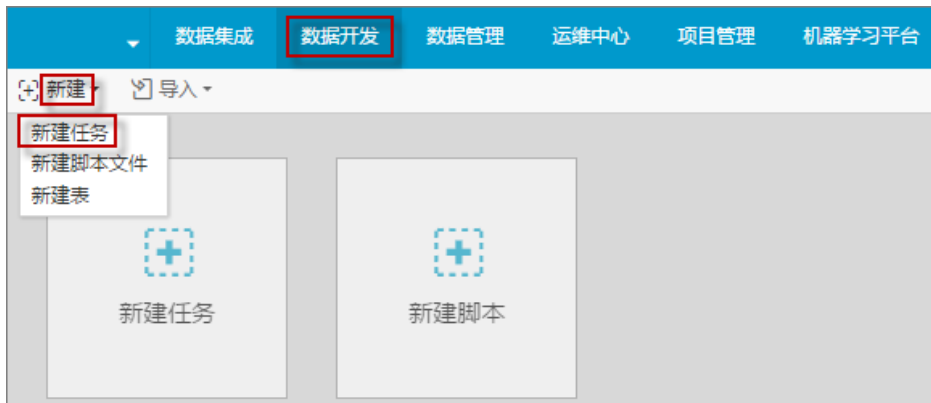 数据集成 数据开发 数据管理 运维中心 项目管理 机器学习平台
新建 导入
新建任务
新建脚本文件
新建表
新建任务 新建脚本